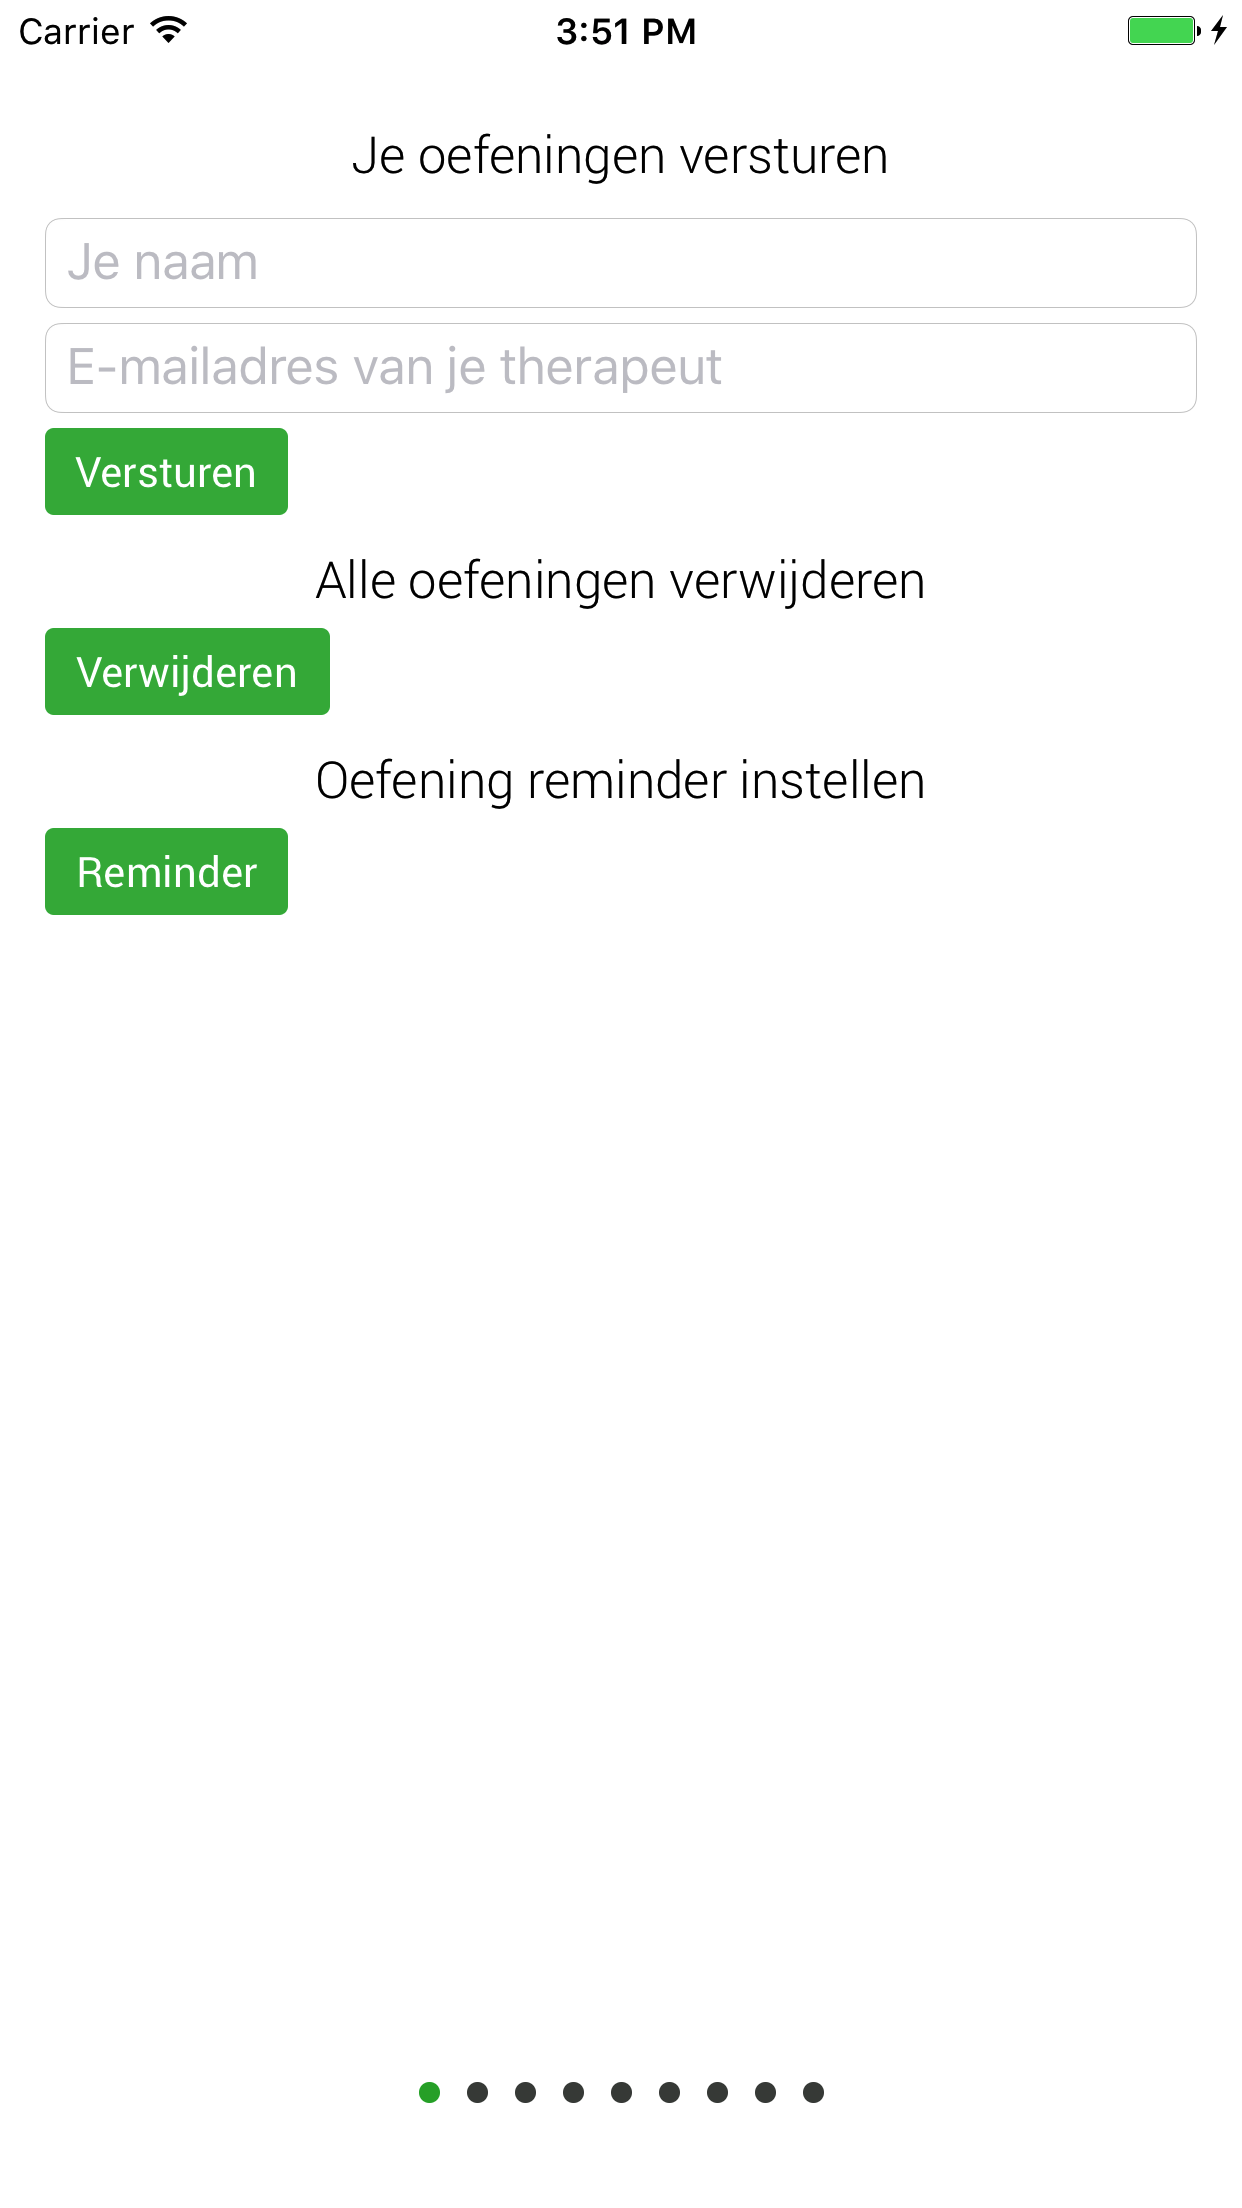 Carrier 3:51 PM
Je oefeningen versturen
Je naam
E-mailadres van je therapeut
Versturen
Alle oefeningen verwijderen
Verwijderen
Oefening reminder instellen
Reminder